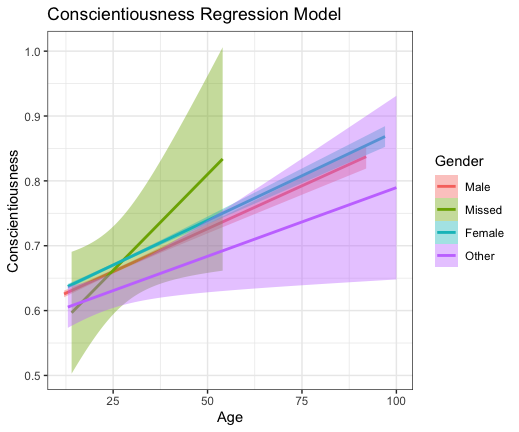 Conscientiousness Regression Model
1.0
0.9
0.8
0.7
0.6
0.5
Conscientiousness
25 50 75 100
Age
Gender
Male
Missed
Female
Other